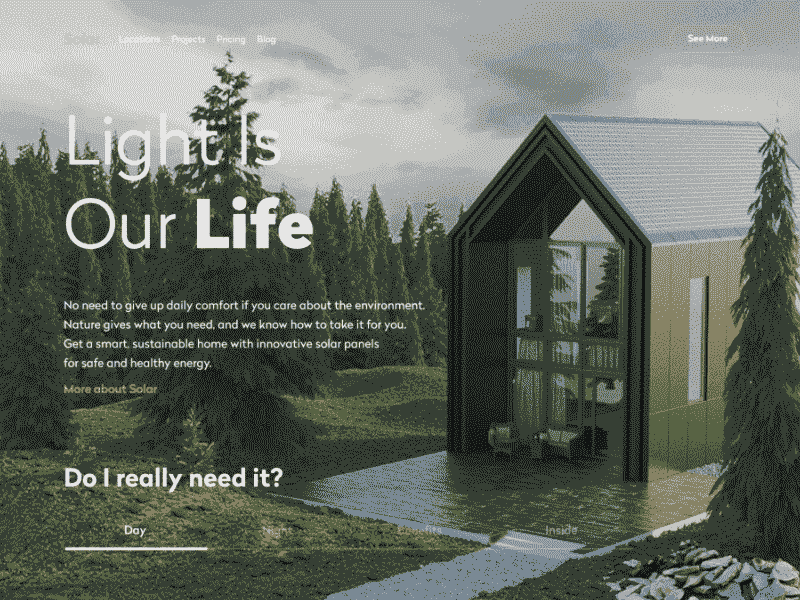 Solar Locations Projects Pricing Blog See More
Light Is
Our Life
No need to give up daily comfort if you care about the environment.
Nature gives what you need, and we know how to take it for you.
Get a smart, sustainable home with innovative solar panels
for safe and healthy energy.
More about Solar
Do I really need it?
Day Night Benefits Inside